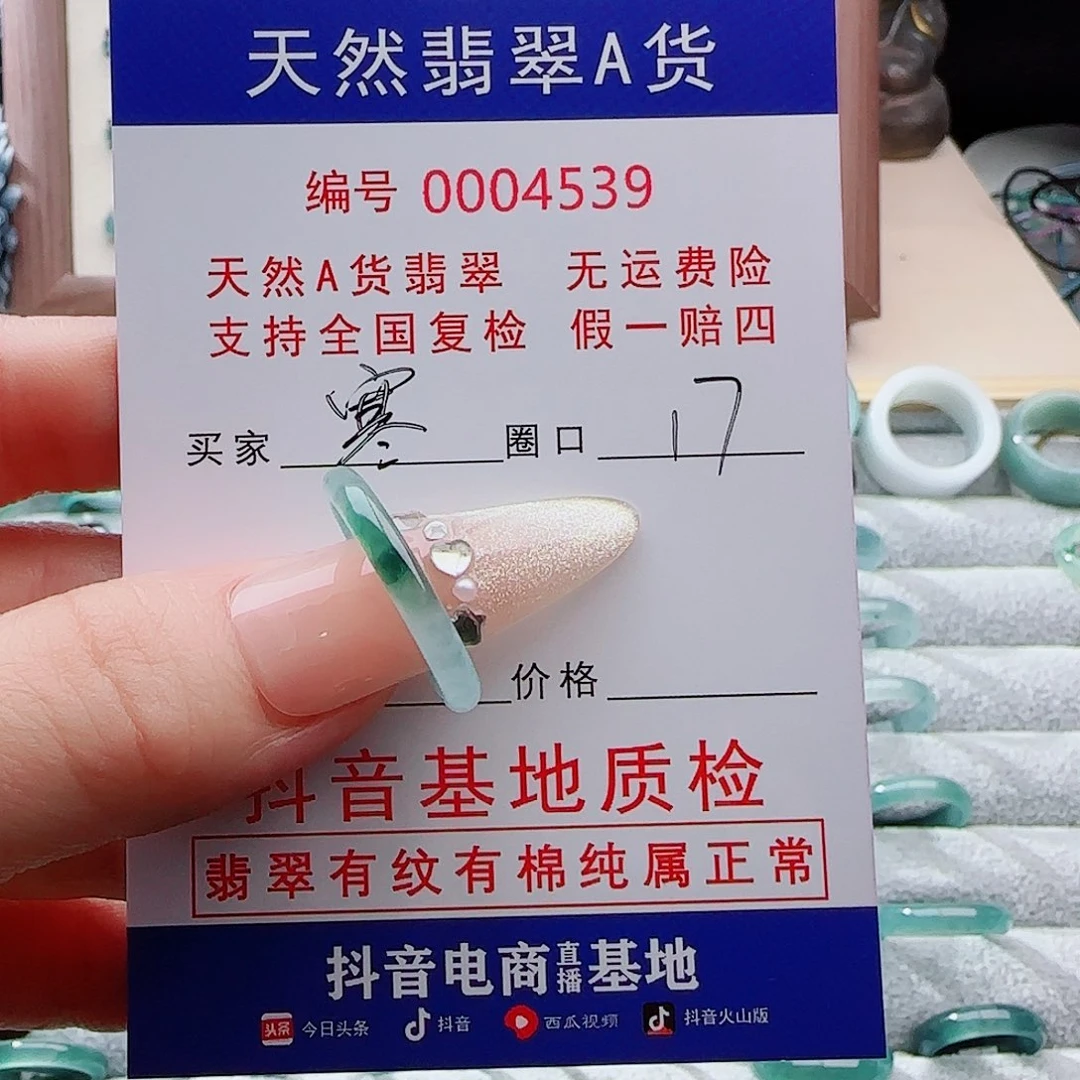 天然翡翠A货
编号 0004539
天然A货翡翠 无运费险
支持全国复检 假一赔四
买家 寒 圈口 17
价格
抖音基地质检
翡翠有纹有棉纯属正常
抖音电商直播基地
头条 今日头条 抖音 西瓜视频 抖音火山版